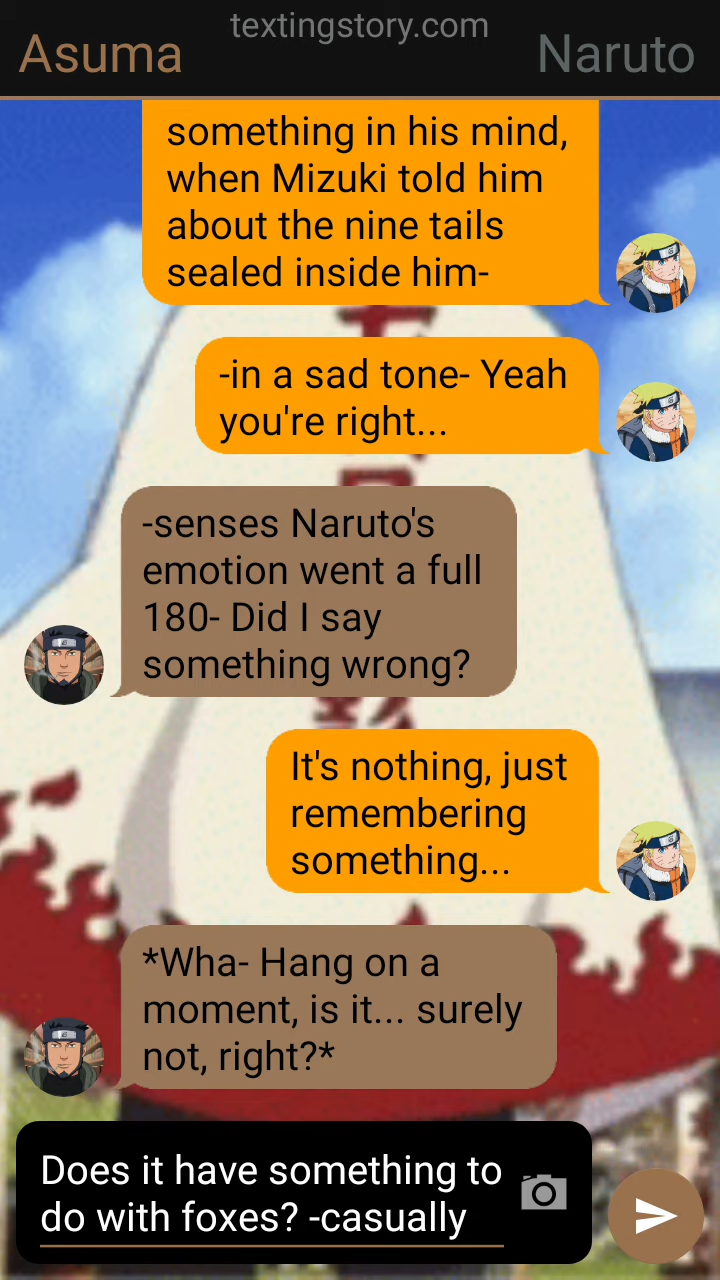 textingstory.com
Asuma
Naruto
something in his mind,
when Mizuki told him
about the nine tails
sealed inside him-
-in a sad tone- Yeah
you're right...
-senses Naruto's
emotion went a full
180- Did I say
something wrong?
It's nothing, just
remembering
something...
*Wha- Hang on a
moment, is it... surely
not, right?*
Does it have something to
do with foxes? -casually